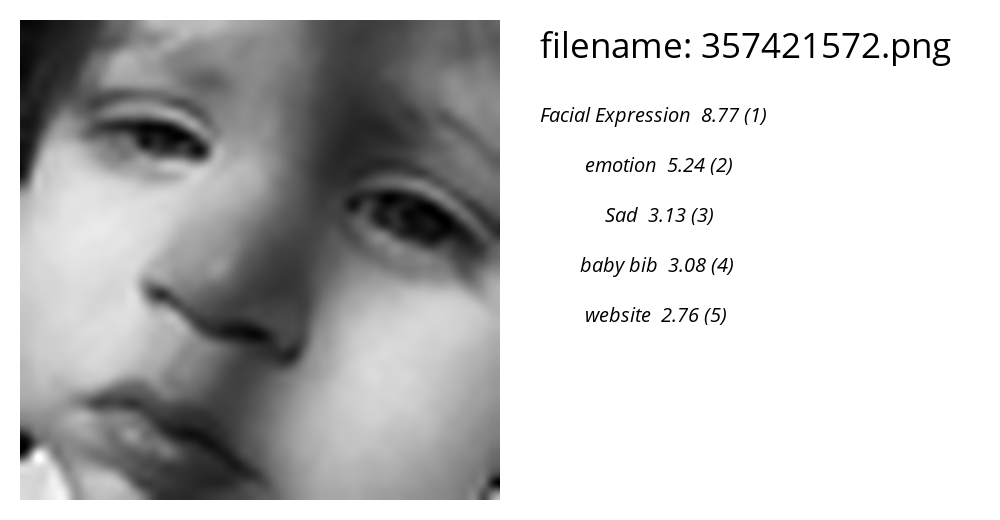 filename: 357421572.png
Facial Expression 8.77 (1)
emotion 5.24 (2)
Sad 3.13 (3)
baby bib 3.08 (4)
website 2.76 (5)